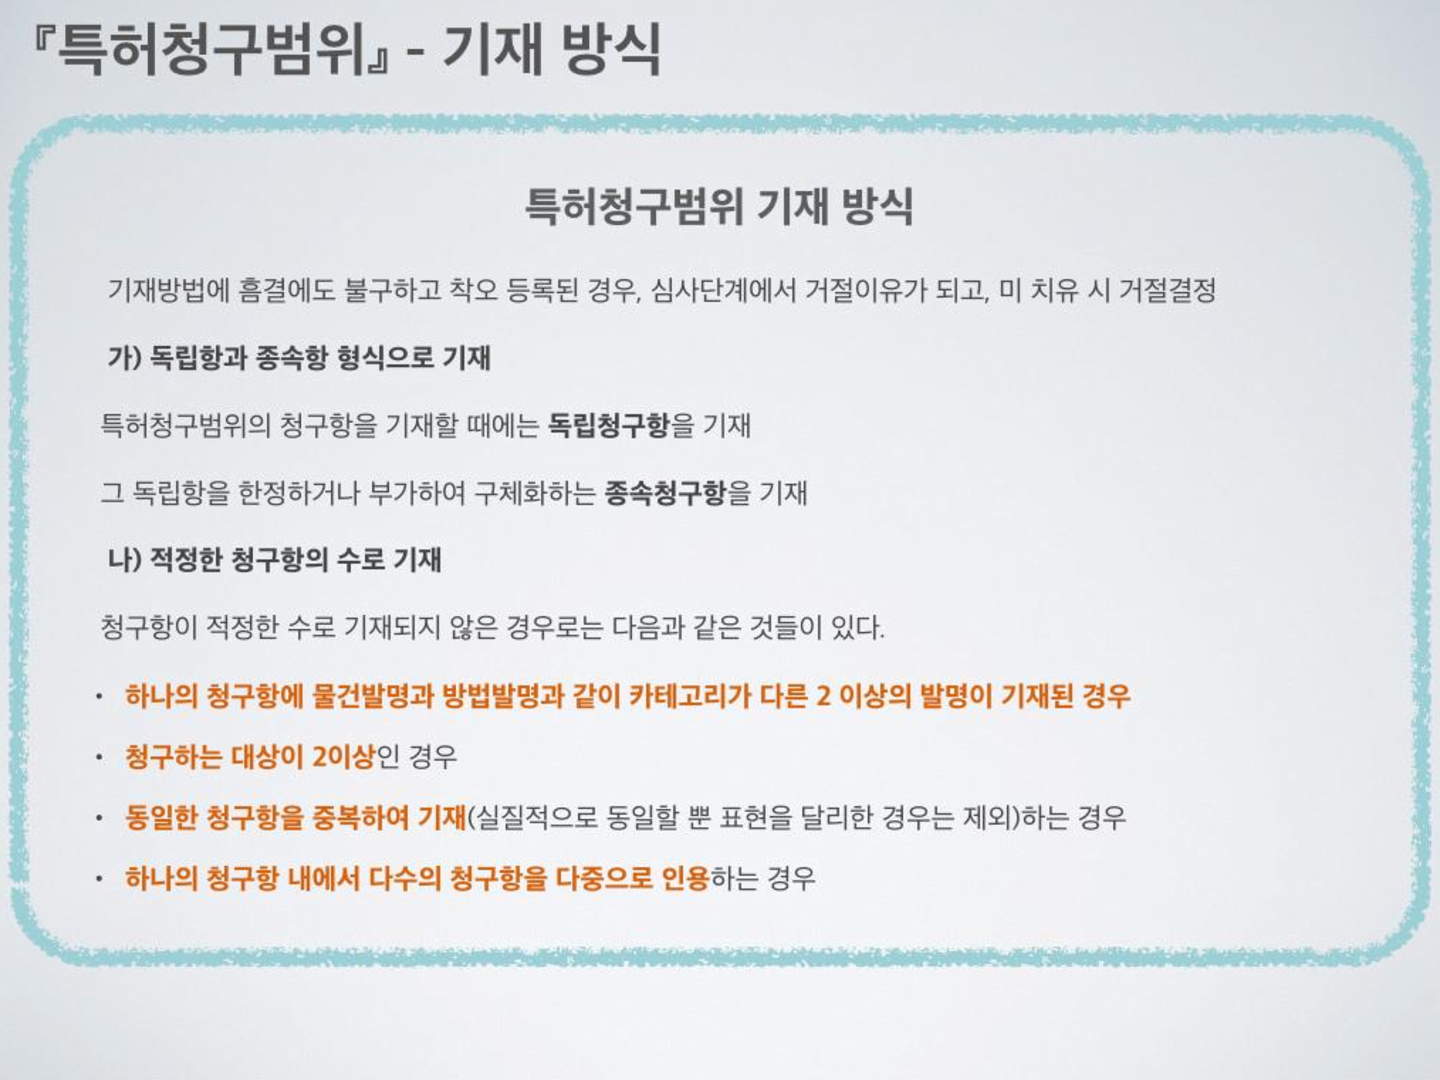 『특허청구범위』 - 기재 방식
특허청구범위 기재 방식
기재방법에 흠결에도 불구하고 착오 등록된 경우, 심사단계에서 거절이유가 되고, 미 치유 시 거절결정
가) 독립항과 종속항 형식으로 기재
특허청구범위의 청구항을 기재할 때에는 독립청구항을 기재
그 독립항을 한정하거나 부가하여 구체화하는 종속청구항을 기재
나) 적정한 청구항의 수로 기재
청구항이 적정한 수로 기재되지 않은 경우로는 다음과 같은 것들이 있다.
• 하나의 청구항에 물건발명과 방법발명과 같이 카테고리가 다른 2 이상의 발명이 기재된 경우
• 청구하는 대상이 2이상인 경우
• 동일한 청구항을 중복하여 기재(실질적으로 동일할 뿐 표현을 달리한 경우는 제외)하는 경우
• 하나의 청구항 내에서 다수의 청구항을 다중으로 인용하는 경우